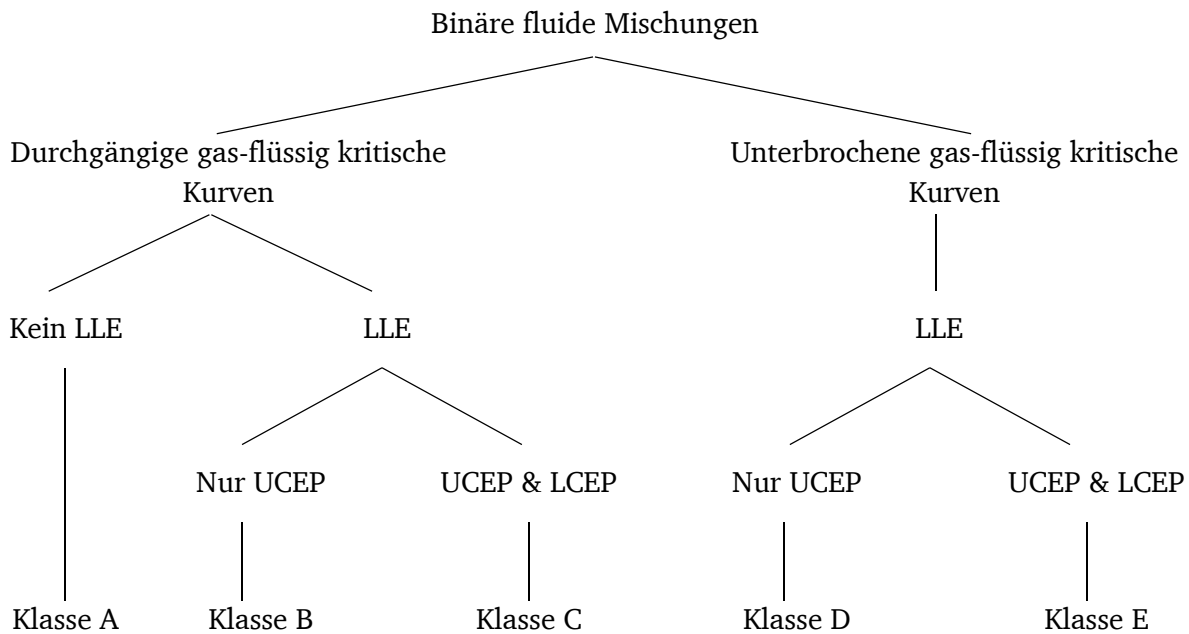 Binäre fluide Mischungen
Durchgängige gas-flüssig kritische
Kurven
Unterbrochene gas-flüssig kritische
Kurven
Kein LLE
LLE
LLE
Nur UCEP
UCEP & LCEP
Nur UCEP
UCEP & LCEP
Klasse A
Klasse B
Klasse C
Klasse D
Klasse E